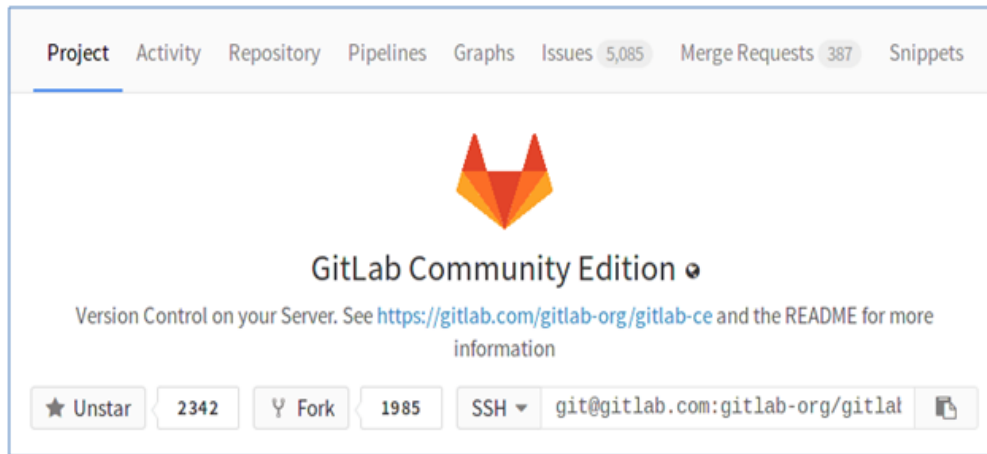 Project Activity Repository Pipelines Graphs Issues 5,085 Merge Requests 387 Snippets
GitLab Community Edition
Version Control on your Server. See https://gitlab.com/gitlab-org/gitlab-ce and the README for more
information
Unstar 2342 Fork 1985 SSH git@gitlab.com:gitlab-org/gitlab